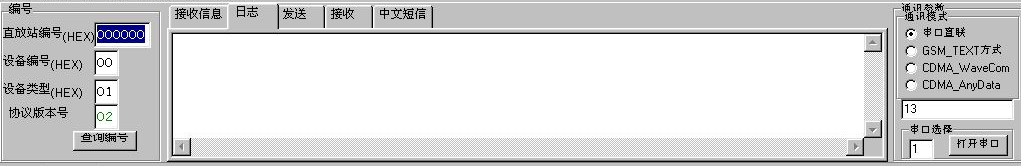 编号
直放站编号(HEX) 000000
设备编号(HEX) 00
设备类型(HEX) 01
协议版本号 02
查询编号
接收信息 日志 发送 接收 中文短信
通讯参数
通讯模式
串口直联
GSM_TEXT方式
CDMA_WaveCom
CDMA_AnyData
13
串口选择
1 打开串口